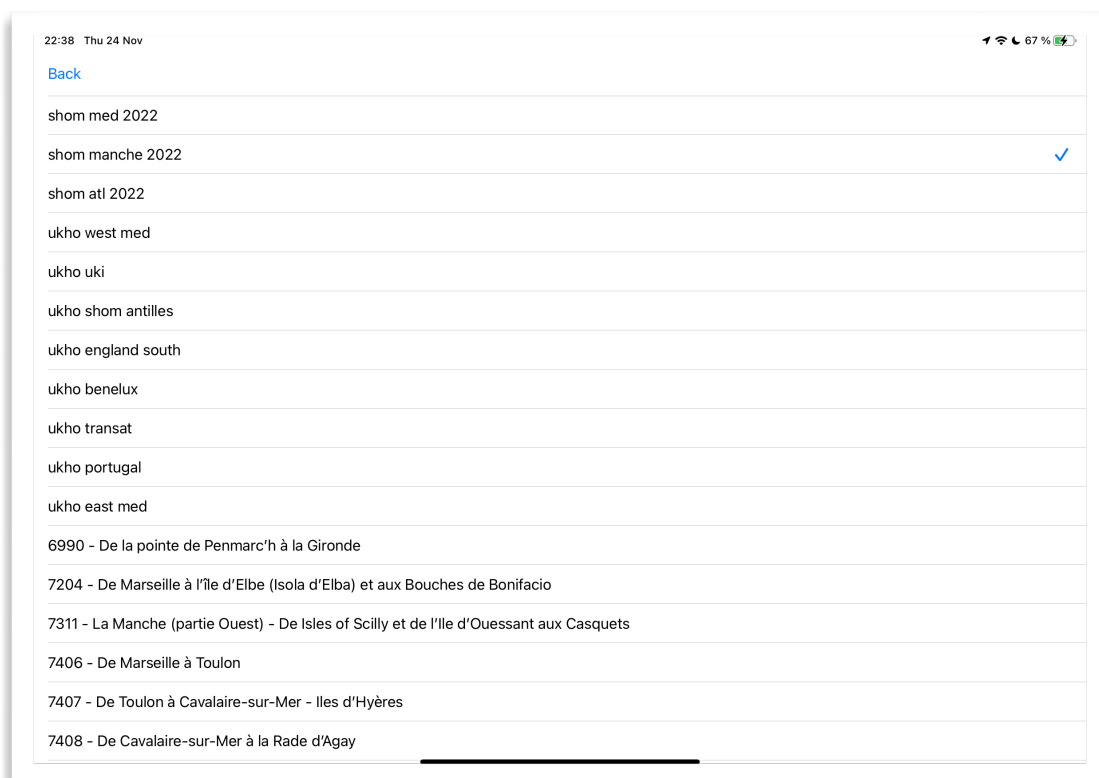 22:38 Thu 24 Nov 67 %
Back
shom med 2022
shom manche 2022
shom atl 2022
ukho west med
ukho uki
ukho shom antilles
ukho england south
ukho benelux
ukho transat
ukho portugal
ukho east med
6990 - De la pointe de Penmarc’h à la Gironde
7204 - De Marseille à l’île d’Elbe (Isola d’Elba) et aux Bouches de Bonifacio
7311 - La Manche (partie Ouest) - De Isles of Scilly et de l’Ile d’Ouessant aux Casquets
7406 - De Marseille à Toulon
7407 - De Toulon à Cavalaire-sur-Mer - Iles d’Hyères
7408 - De Cavalaire-sur-Mer à la Rade d’Agay